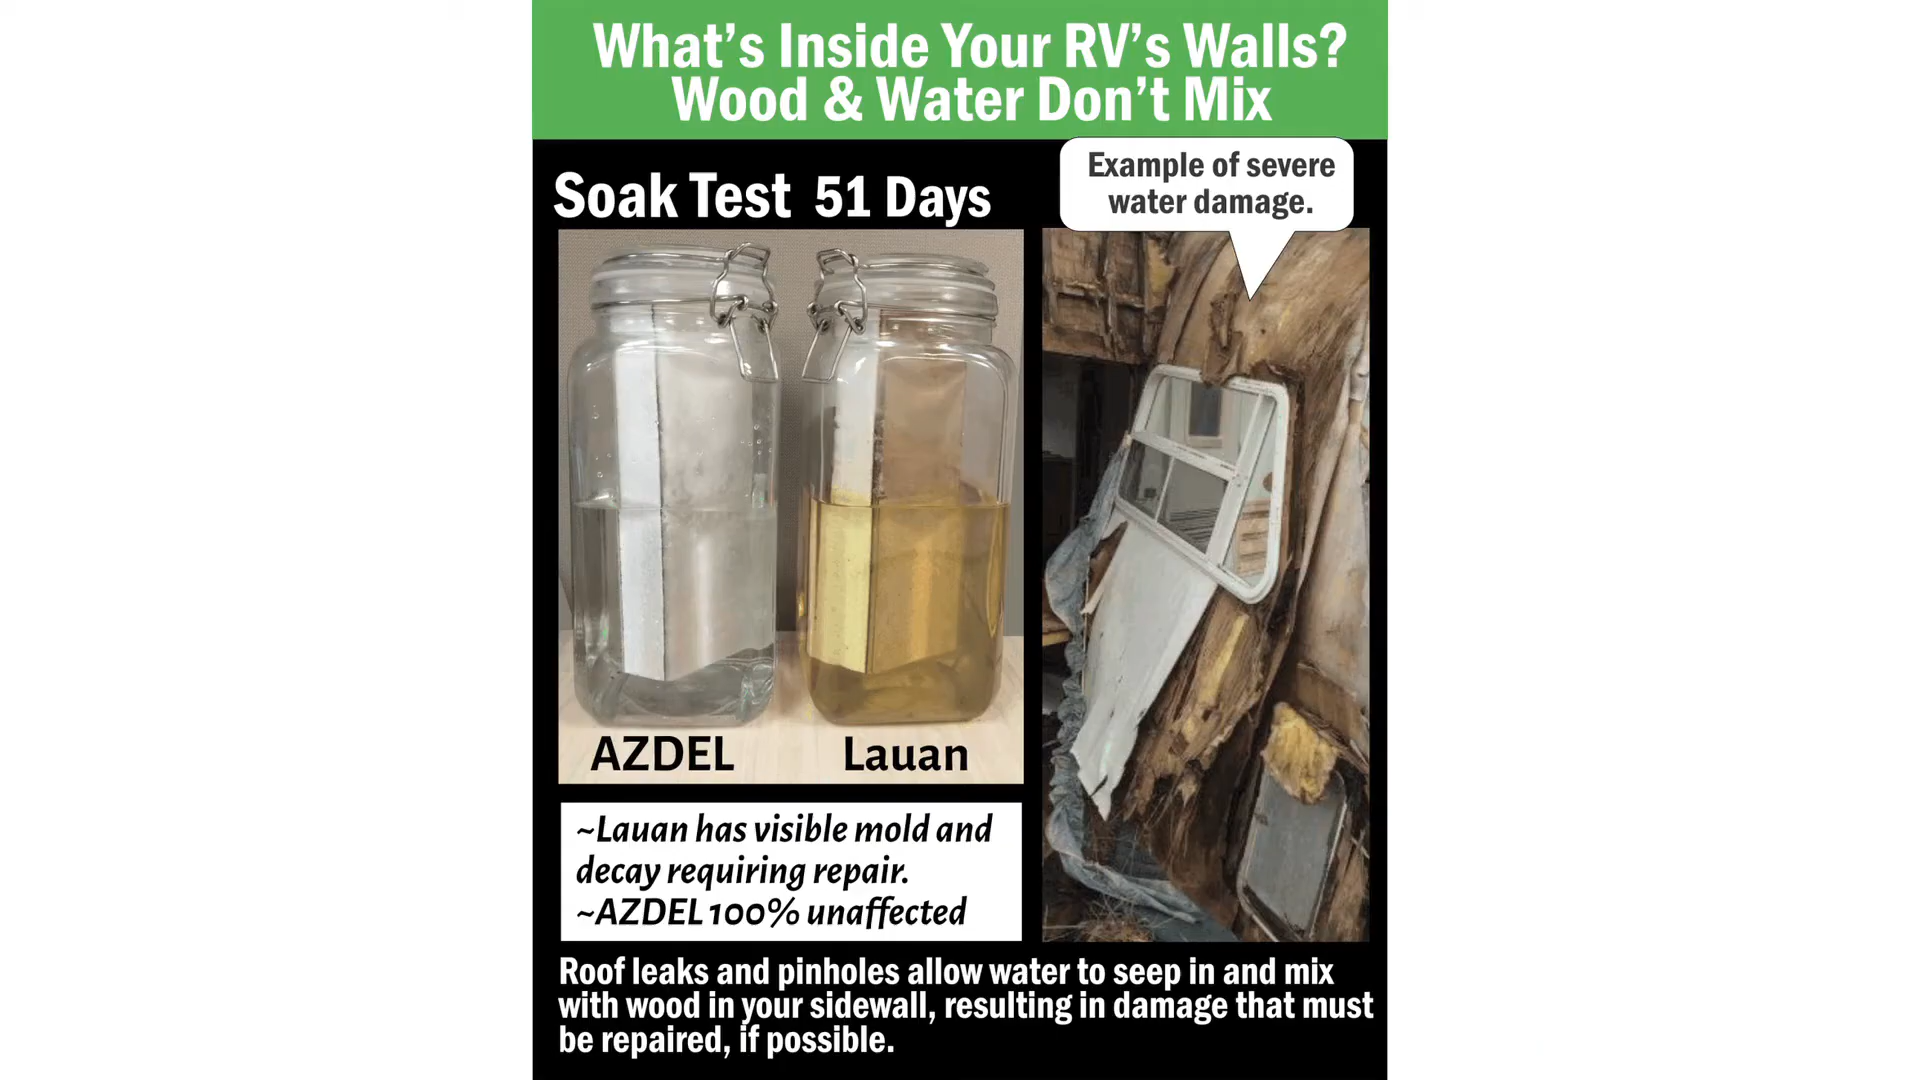 What's Inside Your RV's Walls?
Wood & Water Don't Mix
Soak Test 51 Days
Example of severe
water damage.
AZDEL
Lauan
~Lauan has visible mold and
decay requiring repair.
~AZDEL 100% unaffected
Roof leaks and pinholes allow water to seep in and mix
with wood in your sidewall, resulting in damage that must
be repaired, if possible.